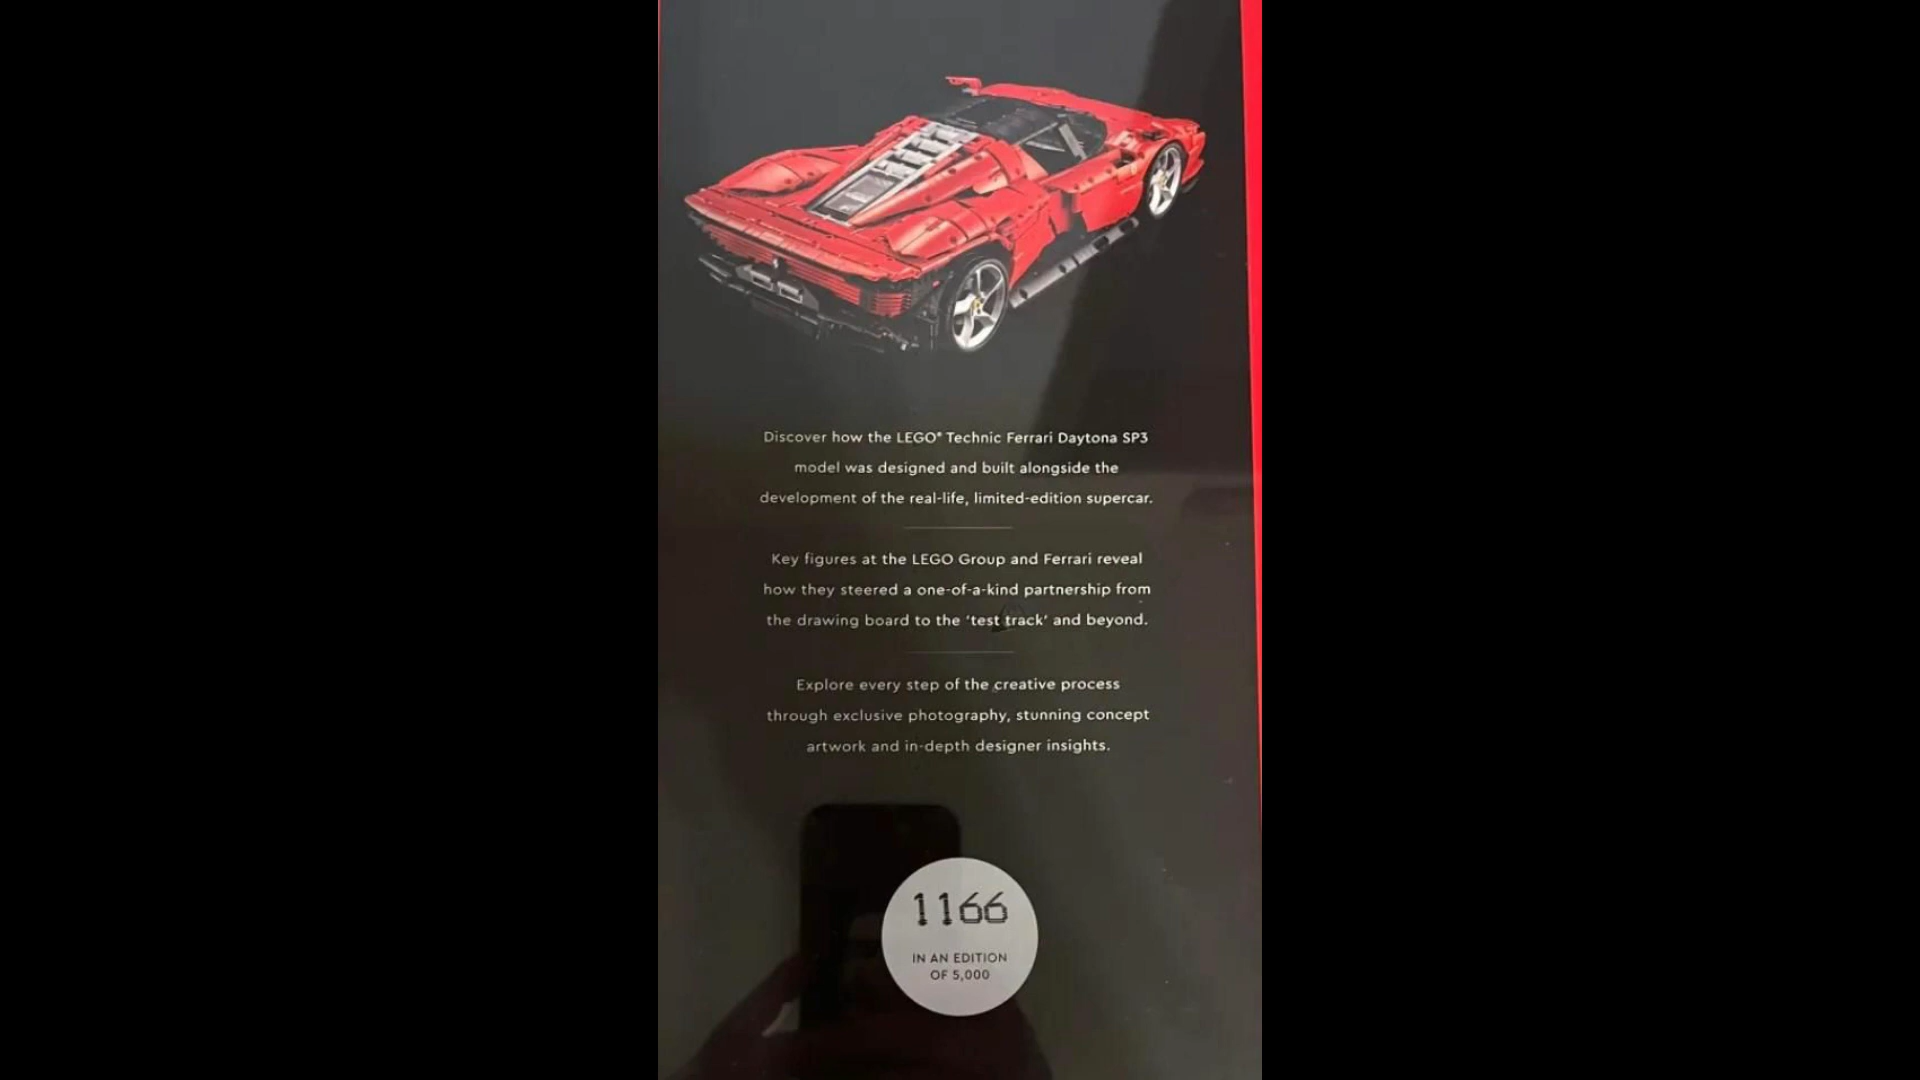 Discover how the LEGO® Technic Ferrari Daytona SP3
model was designed and built alongside the
development of the real-life, limited-edition supercar.
Key figures at the LEGO Group and Ferrari reveal
how they steered a one-of-a-kind partnership from
the drawing board to the ‘test track’ and beyond.
Explore every step of the creative process
through exclusive photography, stunning concept
artwork and in-depth designer insights.
1166
IN AN EDITION
OF 5,000